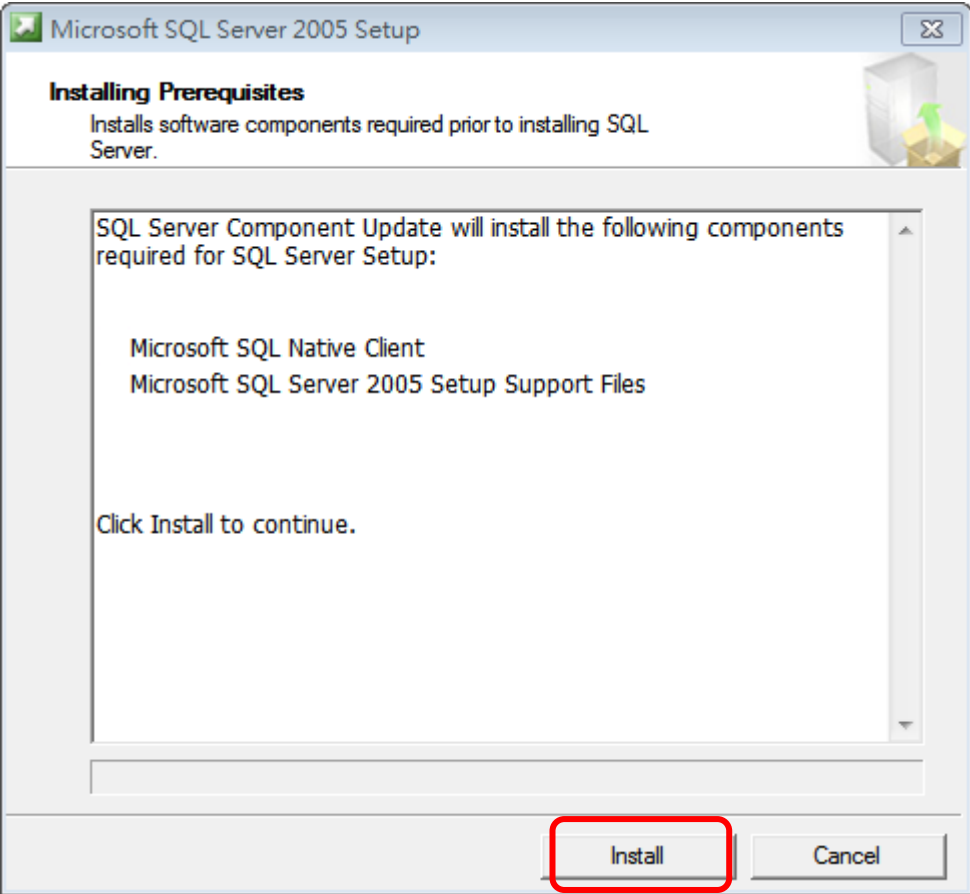 Microsoft SQL Server 2005 Setup
Installing Prerequisites
Installs software components required prior to installing SQL
Server.
SQL Server Component Update will install the following components
required for SQL Server Setup:
Microsoft SQL Native Client
Microsoft SQL Server 2005 Setup Support Files
Click Install to continue.
Install
Cancel